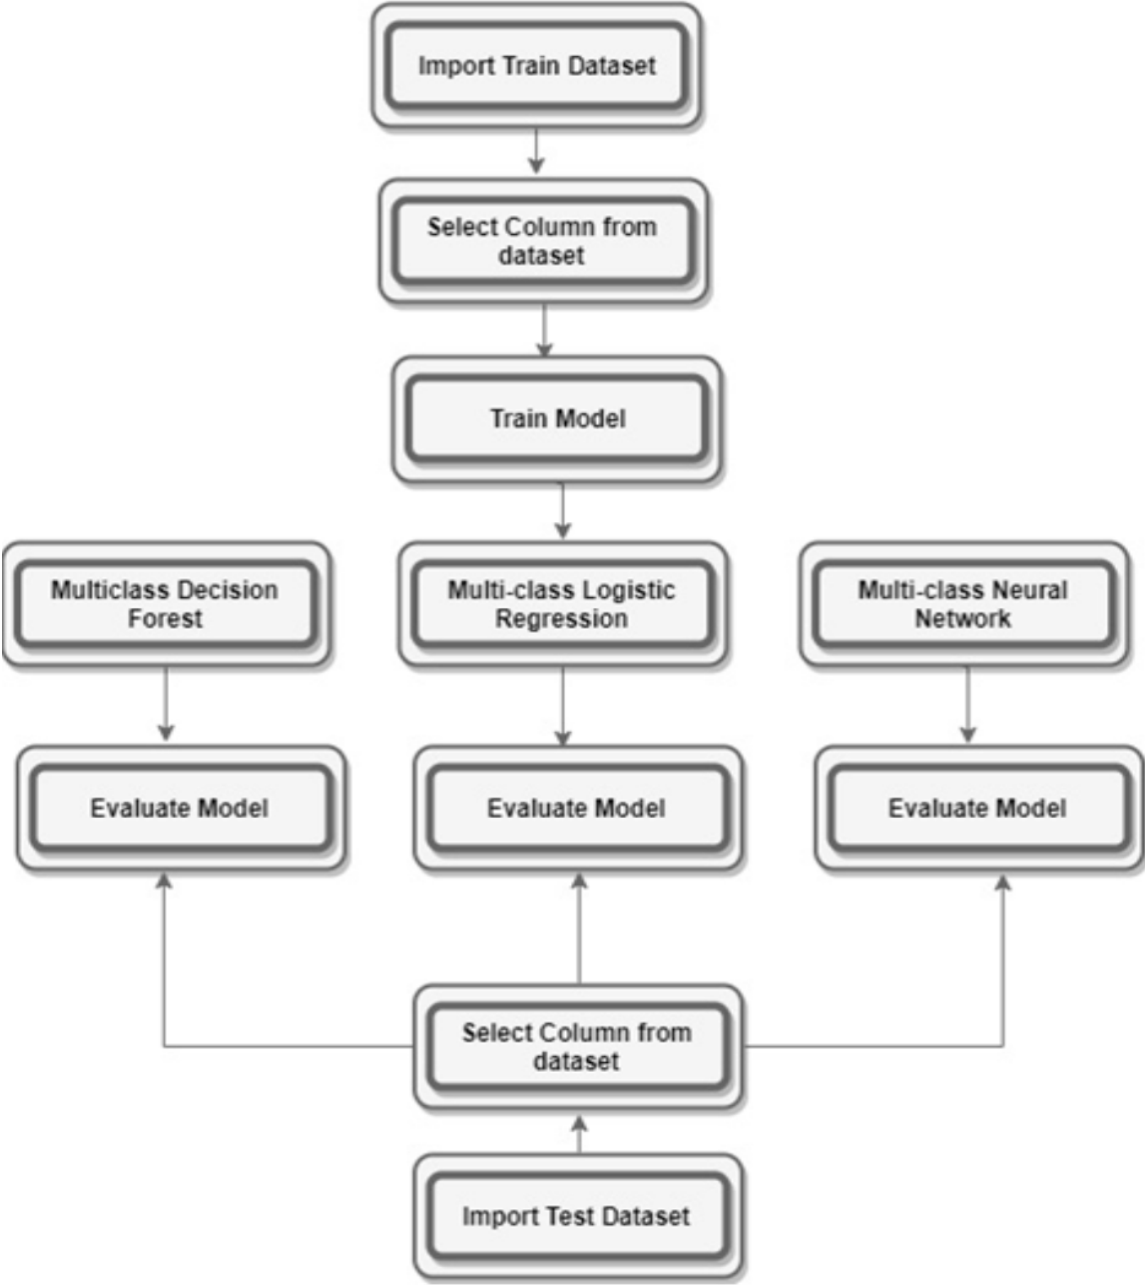 Import Train Dataset
Select Column from
dataset
Train Model
Multiclass Decision
Forest
Multi-class Logistic
Regression
Multi-class Neural
Network
Evaluate Model
Evaluate Model
Evaluate Model
Select Column from
dataset
Import Test Dataset